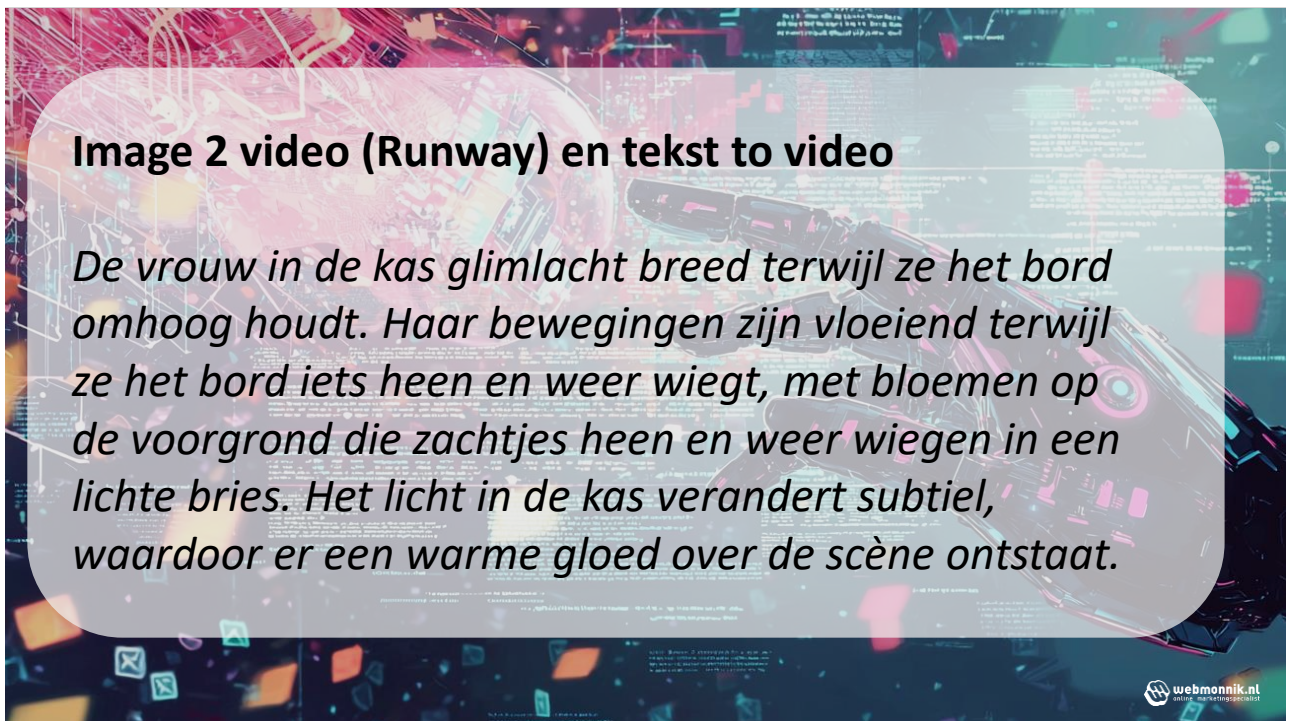 Image 2 video (Runway) en tekst to video
De vrouw in de kas glimlacht breed terwijl ze het bord
omhoog houdt. Haar bewegingen zijn vloeiend terwijl
ze het bord iets heen en weer wiegt, met bloemen op
de voorgrond die zachtjes heen en weer wiegen in een
lichte bries. Het licht in de kas verandert subtiel,
waardoor er een warme gloed over de scène ontstaat.
webmonnik.nl
online marketingspecialist